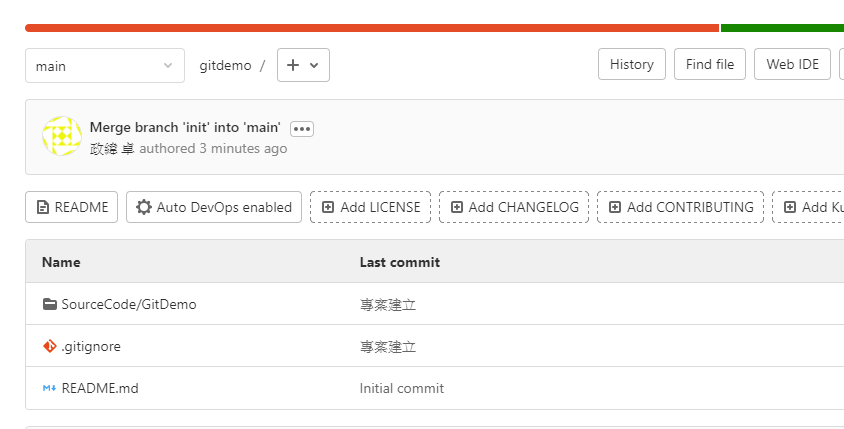 main gitdemo / History Find file Web IDE
Merge branch 'init' into 'main'
政緯 卓 authored 3 minutes ago
README Auto DevOps enabled Add LICENSE Add CHANGELOG Add CONTRIBUTING Add Ku
Name Last commit
SourceCode/GitDemo 專案建立
.gitignore 專案建立
README.md Initial commit